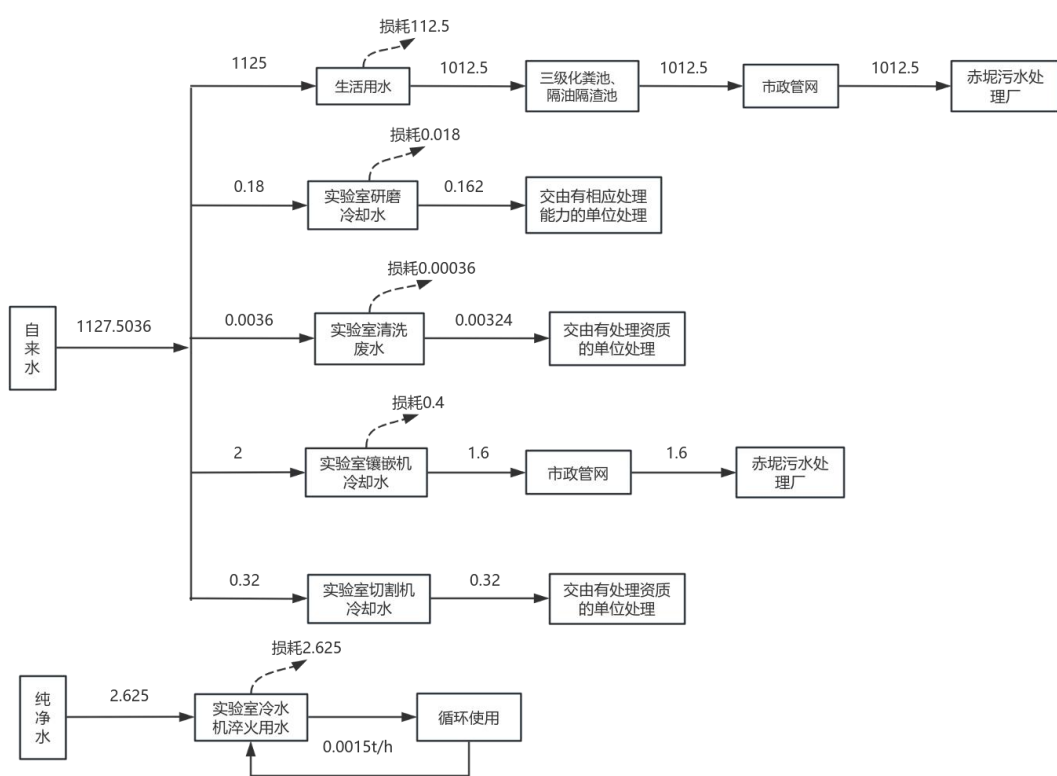 损耗112.5
1125
生活用水
1012.5
三级化粪池、
隔油隔渣池
1012.5
市政管网
1012.5
赤坭污水处
理厂
损耗0.018
0.18
实验室研磨
冷却水
0.162
交由有相应处理
能力的单位处理
损耗0.00036
自
来
水
1127.5036
0.0036
实验室清洗
废水
0.00324
交由有处理资质
的单位处理
损耗0.4
2
实验室镶嵌机
冷却水
1.6
市政管网
1.6
赤坭污水处
理厂
0.32
实验室切割机
冷却水
0.32
交由有处理资质
的单位处理
损耗2.625
纯
净
水
2.625
实验室冷水
机淬火用水
循环使用
0.0015t/h